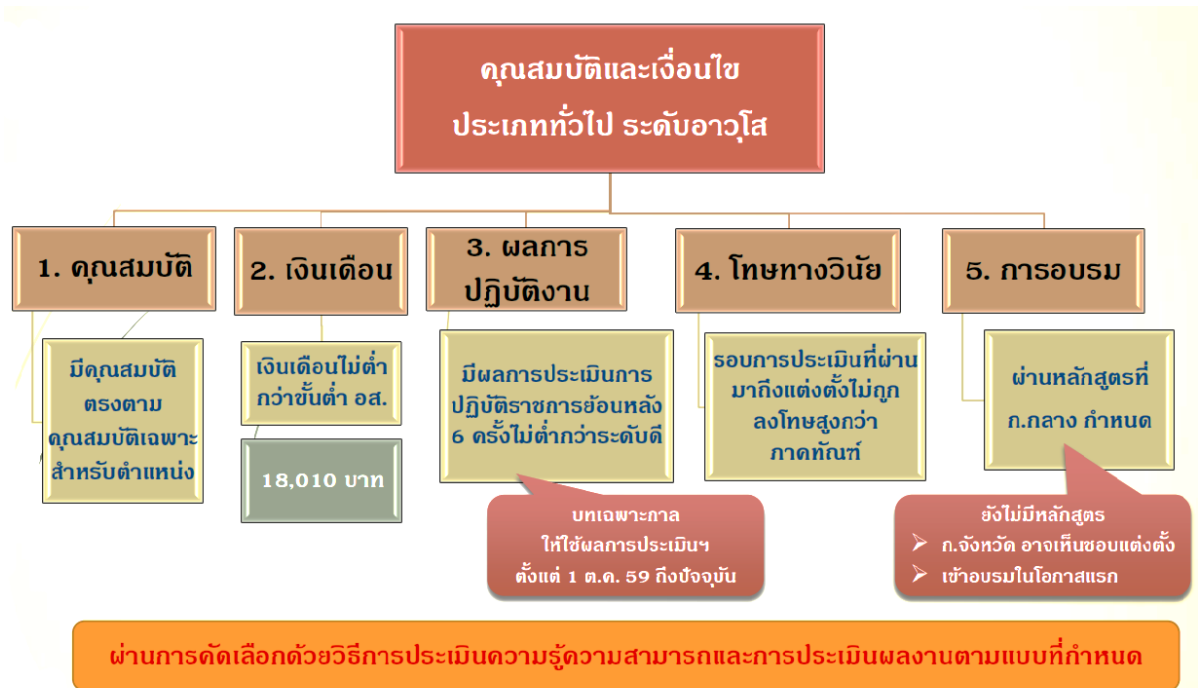 คุณสมบัติและเงื่อนไข
ประเภททั่วไป ระดับอาวุโส
1. คุณสมบัติ
มีคุณสมบัติ
ตรงตาม
คุณสมบัติเฉพาะ
สำหรับตำแหน่ง
2. เงินเดือน
เงินเดือนไม่ต่ำ
กว่าขั้นต่ำ อส.
18,010 บาท
3. ผลการ
ปฏิบัติงาน
มีผลการประเมินการ
ปฏิบัติราชการย้อนหลัง
6 ครั้งไม่ต่ำกว่าระดับดี
บทเฉพาะกาล
ให้ใช้ผลการประเมินฯ
ตั้งแต่ 1 ต.ค. 59 ถึงปัจจุบัน
4. โทษทางวินัย
รอบการประเมินที่ผ่าน
มาถึงแต่งตั้งไม่ถูก
ลงโทษสูงกว่า
ภาคทัณฑ์
5. การอบรม
ผ่านหลักสูตรที่
ก.กลาง กำหนด
ยังไม่มีหลักสูตร
➢ ก.จังหวัด อาจเห็นชอบแต่งตั้ง
➢ เข้าอบรมในโอกาสแรก
ผ่านการคัดเลือกด้วยวิธีการประเมินความรู้ความสามารถและการประเมินผลงานตามแบบที่กำหนด